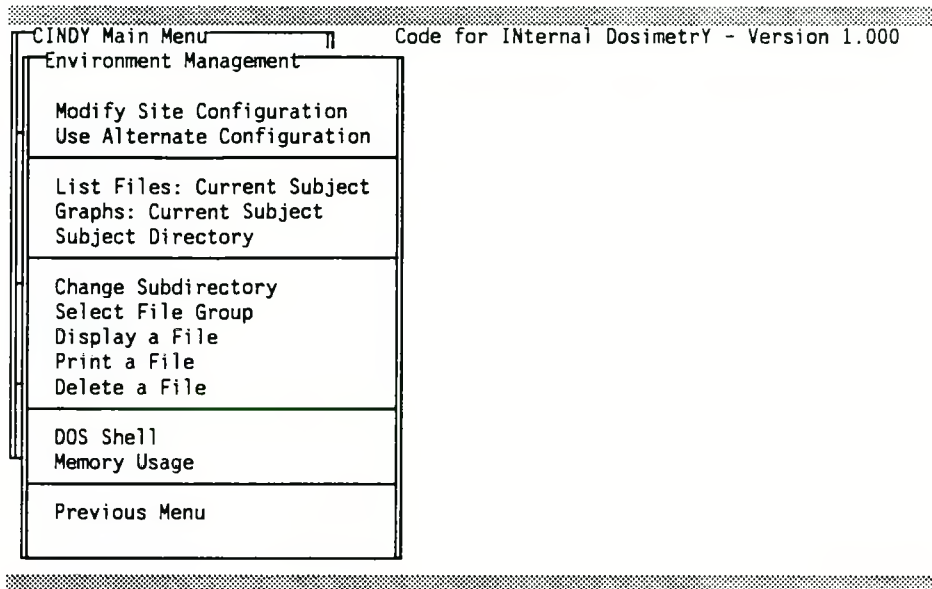 CINDY Main Menu Code for INternal DosimetrY - Version 1.000
Environment Management
Modify Site Configuration
Use Alternate Configuration
List Files: Current Subject
Graphs: Current Subject
Subject Directory
Change Subdirectory
Select File Group
Display a File
Print a File
Delete a File
DOS Shell
Memory Usage
Previous Menu